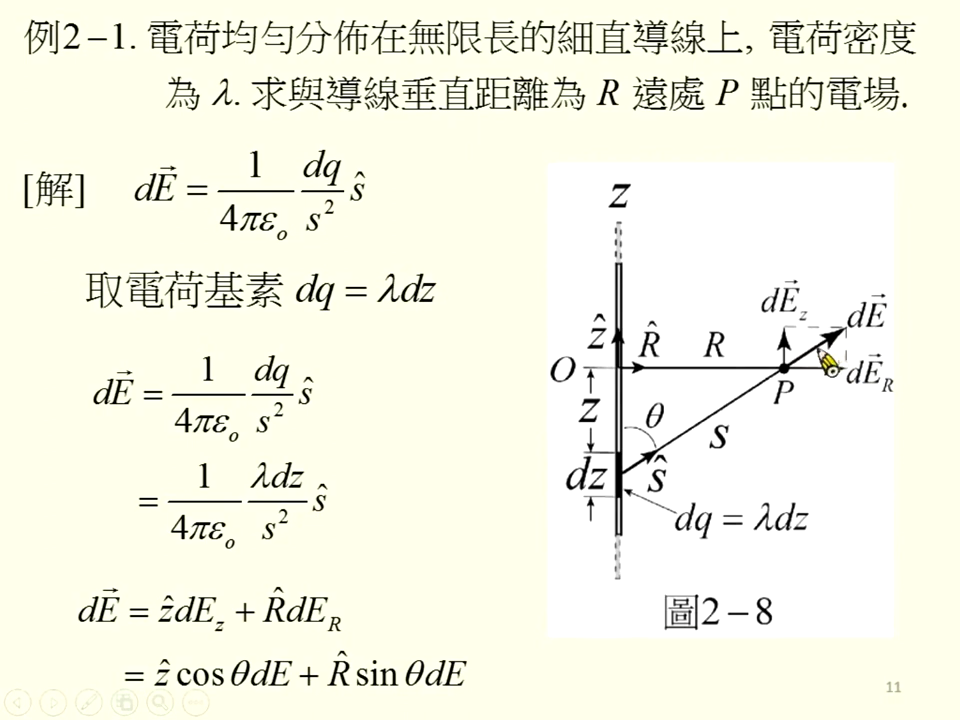 例2－1. 電荷均勻分佈在無限長的細直導線上, 電荷密度
為 λ. 求與導線垂直距離為 R 遠處 P 點的電場.
[解] dE⃗ = 1/(4πε₀) dq/s² ŝ
取電荷基素 dq = λdz
dE⃗ = 1/(4πε₀) dq/s² ŝ
= 1/(4πε₀) λdz/s² ŝ
dE⃗ = ẑdE_z + R̂dE_R
= ẑ cos θdE + R̂ sin θdE
z
dE⃗_z
dE⃗
ẑ R̂ R
O
P
dE⃗_R
z θ s
dz ŝ
dq = λdz
圖2－8
11